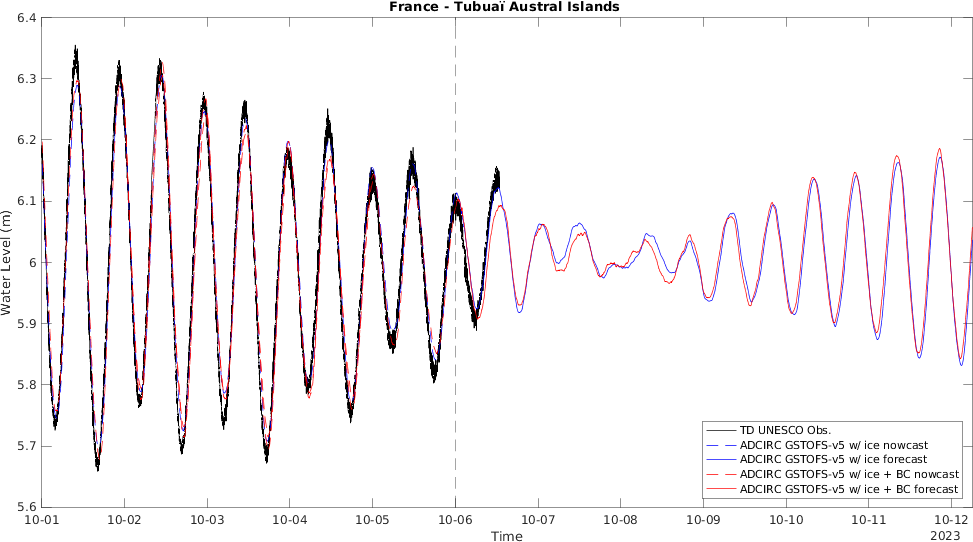 France - Tubuaï Austral Islands
6.4
6.3
6.2
6.1
6
5.9
5.8
5.7
5.6
Water Level (m)
TD UNESCO Obs.
ADCIRC GSTOFS-v5 w/ ice nowcast
ADCIRC GSTOFS-v5 w/ ice forecast
ADCIRC GSTOFS-v5 w/ ice + BC nowcast
ADCIRC GSTOFS-v5 w/ ice + BC forecast
10-01 10-02 10-03 10-04 10-05 10-06 10-07 10-08 10-09 10-10 10-11 10-12
2023
Time